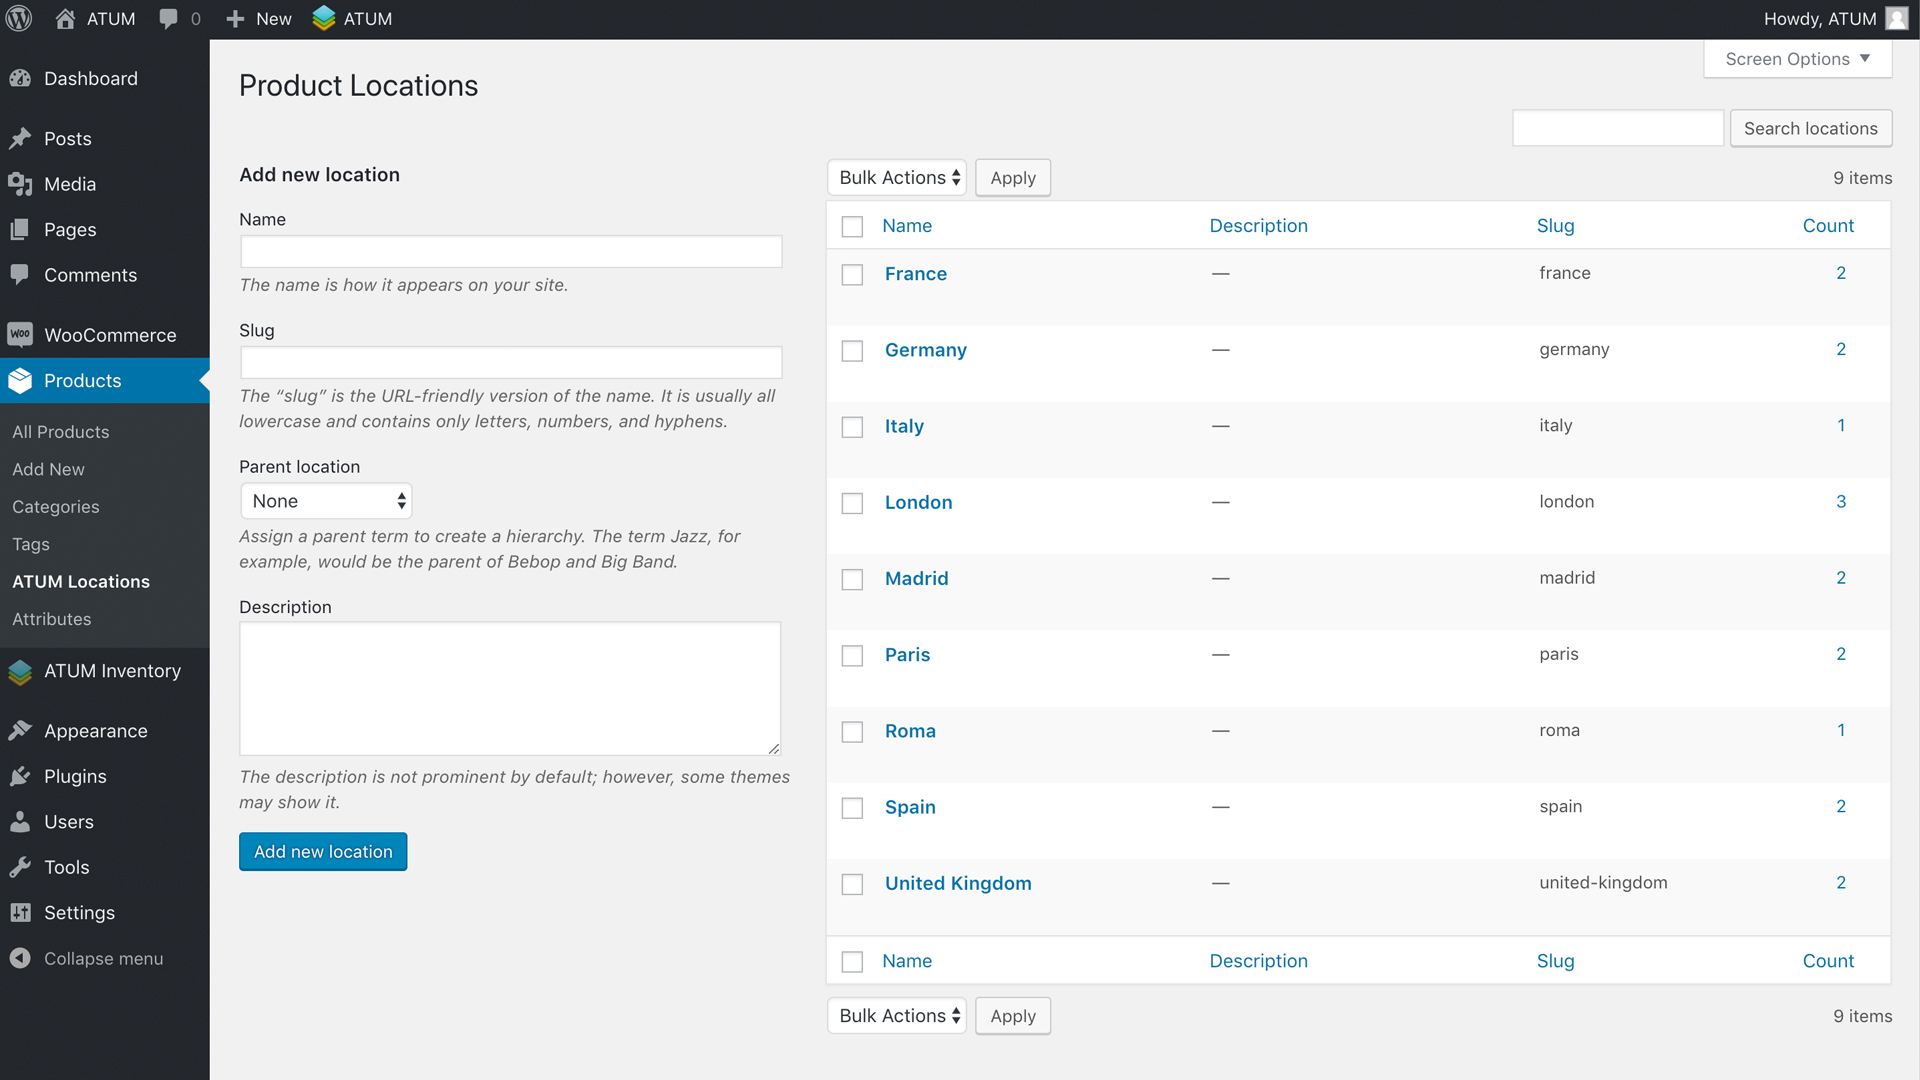 ATUM
0
New
ATUM
Howdy, ATUM
Dashboard
Posts
Media
Pages
Comments
WOO
WooCommerce
Products
All Products
Add New
Categories
Tags
ATUM Locations
Attributes
ATUM Inventory
Appearance
Plugins
Users
Tools
Settings
Collapse menu
Screen Options
Product Locations
Search locations
Add new location
Name
The name is how it appears on your site.
Slug
The “slug” is the URL-friendly version of the name. It is usually all
lowercase and contains only letters, numbers, and hyphens.
Parent location
None
Assign a parent term to create a hierarchy. The term Jazz, for
example, would be the parent of Bebop and Big Band.
Description
The description is not prominent by default; however, some themes
may show it.
Add new location
Bulk Actions Apply 9 items
Name Description Slug Count
France — france 2
Germany — germany 2
Italy — italy 1
London — london 3
Madrid — madrid 2
Paris — paris 2
Roma — roma 1
Spain — spain 2
United Kingdom — united-kingdom 2
Name Description Slug Count
Bulk Actions Apply 9 items